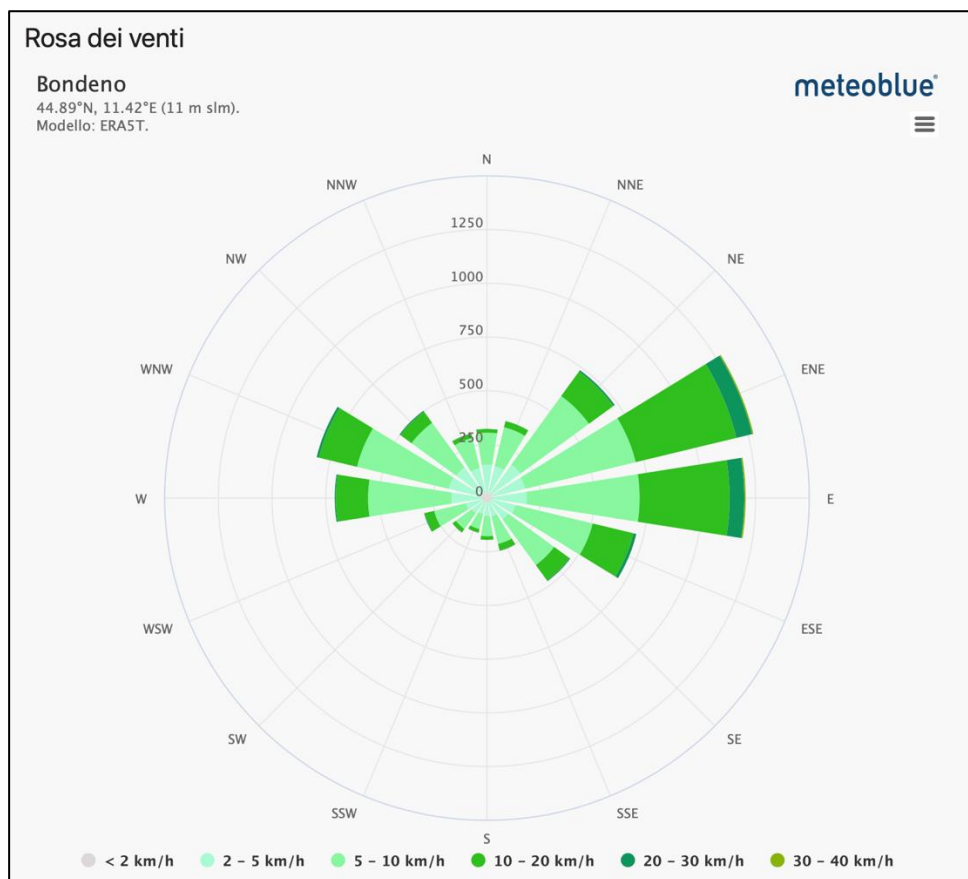 Rosa dei venti
Bondeno
44.89°N, 11.42°E (11 m slm).
Modello: ERA5T.
meteoblue®
N
NNW
NNE
1250
NW
NE
1000
750
WNW
ENE
500
250
0
W
E
WSW
ESE
SW
SE
SSW
SSE
S
< 2 km/h 2 – 5 km/h 5 – 10 km/h 10 – 20 km/h 20 – 30 km/h 30 – 40 km/h